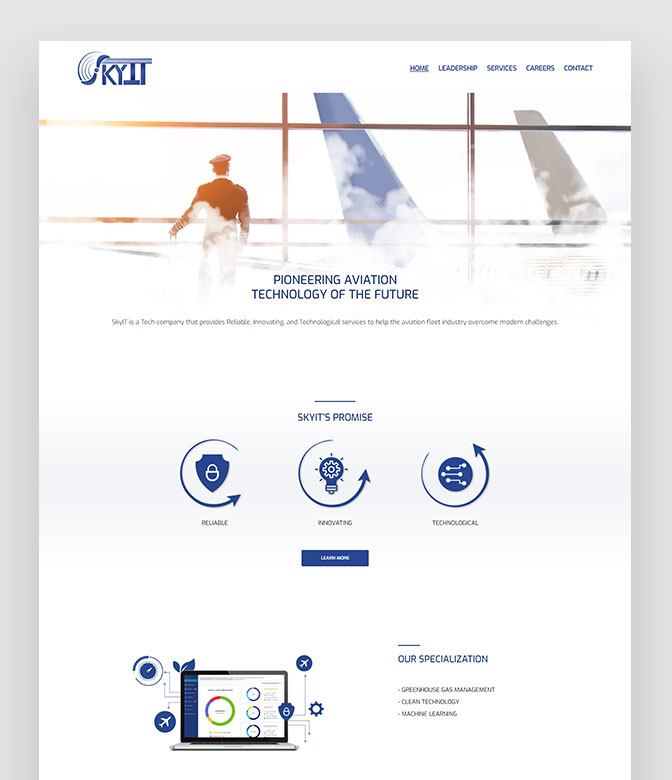 SKYIT
HOME LEADERSHIP SERVICES CAREERS CONTACT
PIONEERING AVIATION
TECHNOLOGY OF THE FUTURE
SkyIT is a Tech company that provides Reliable, Innovating, and Technological services to help the aviation fleet industry overcome modern challenges.
SKYIT'S PROMISE
RELIABLE INNOVATING TECHNOLOGICAL
LEARN MORE
OUR SPECIALIZATION
- GREENHOUSE GAS MANAGEMENT
- CLEAN TECHNOLOGY
- MACHINE LEARNING